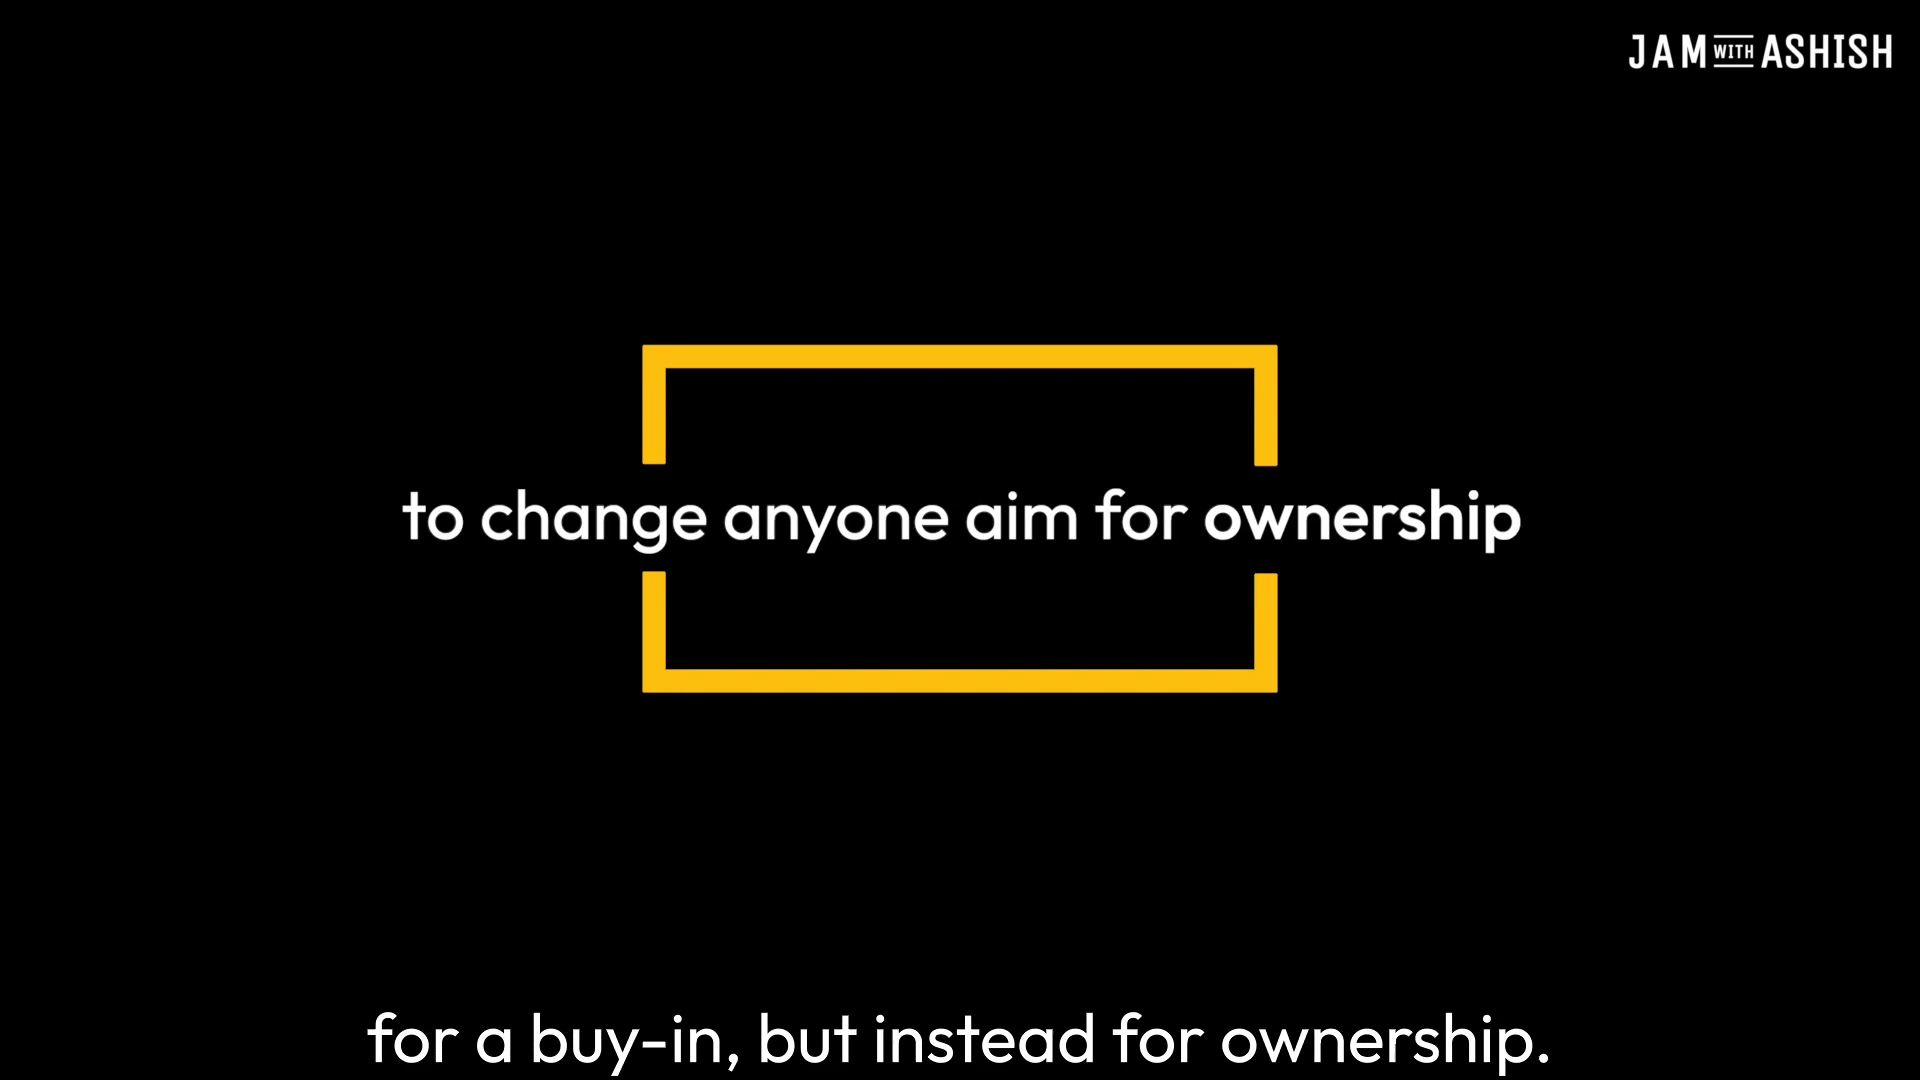 JAM WITH ASHISH
to change anyone aim for ownership
for a buy-in, but instead for ownership.